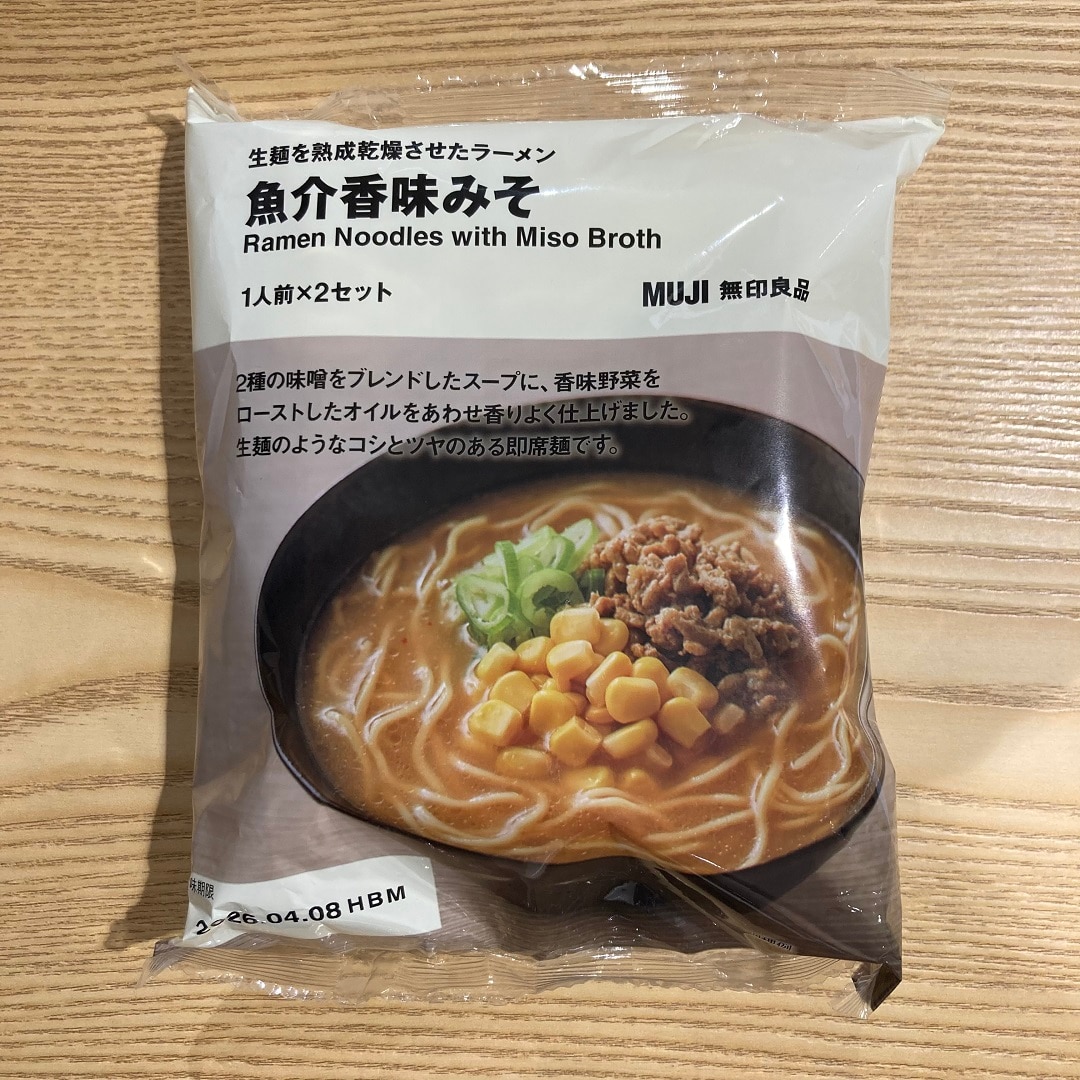 生麺を熟成乾燥させたラーメン
魚介香味みそ
Ramen Noodles with Miso Broth
1人前×2セット
MUJI 無印良品
2種の味噌をブレンドしたスープに、香味野菜を
ローストしたオイルをあわせ香りよく仕上げました。
生麺のようなコシとツヤのある即席麺です。
味期限
2026.04.08 HBM